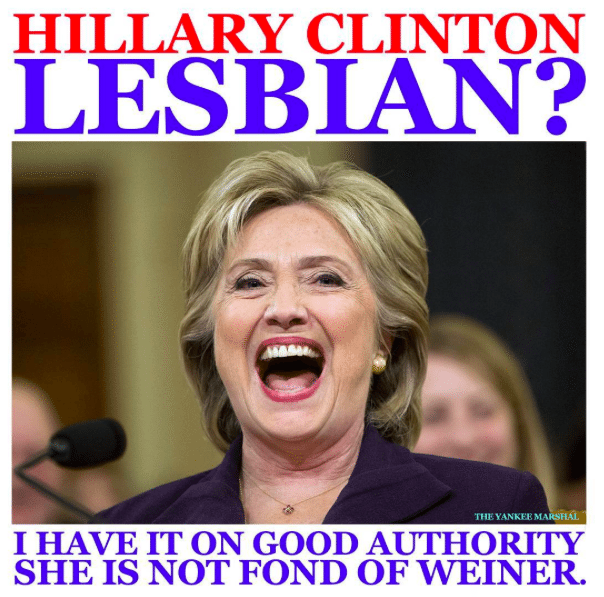 HILLARY CLINTON
LESBIAN?
THE YANKEE MARSHAL
I HAVE IT ON GOOD AUTHORITY
SHE IS NOT FOND OF WEINER.